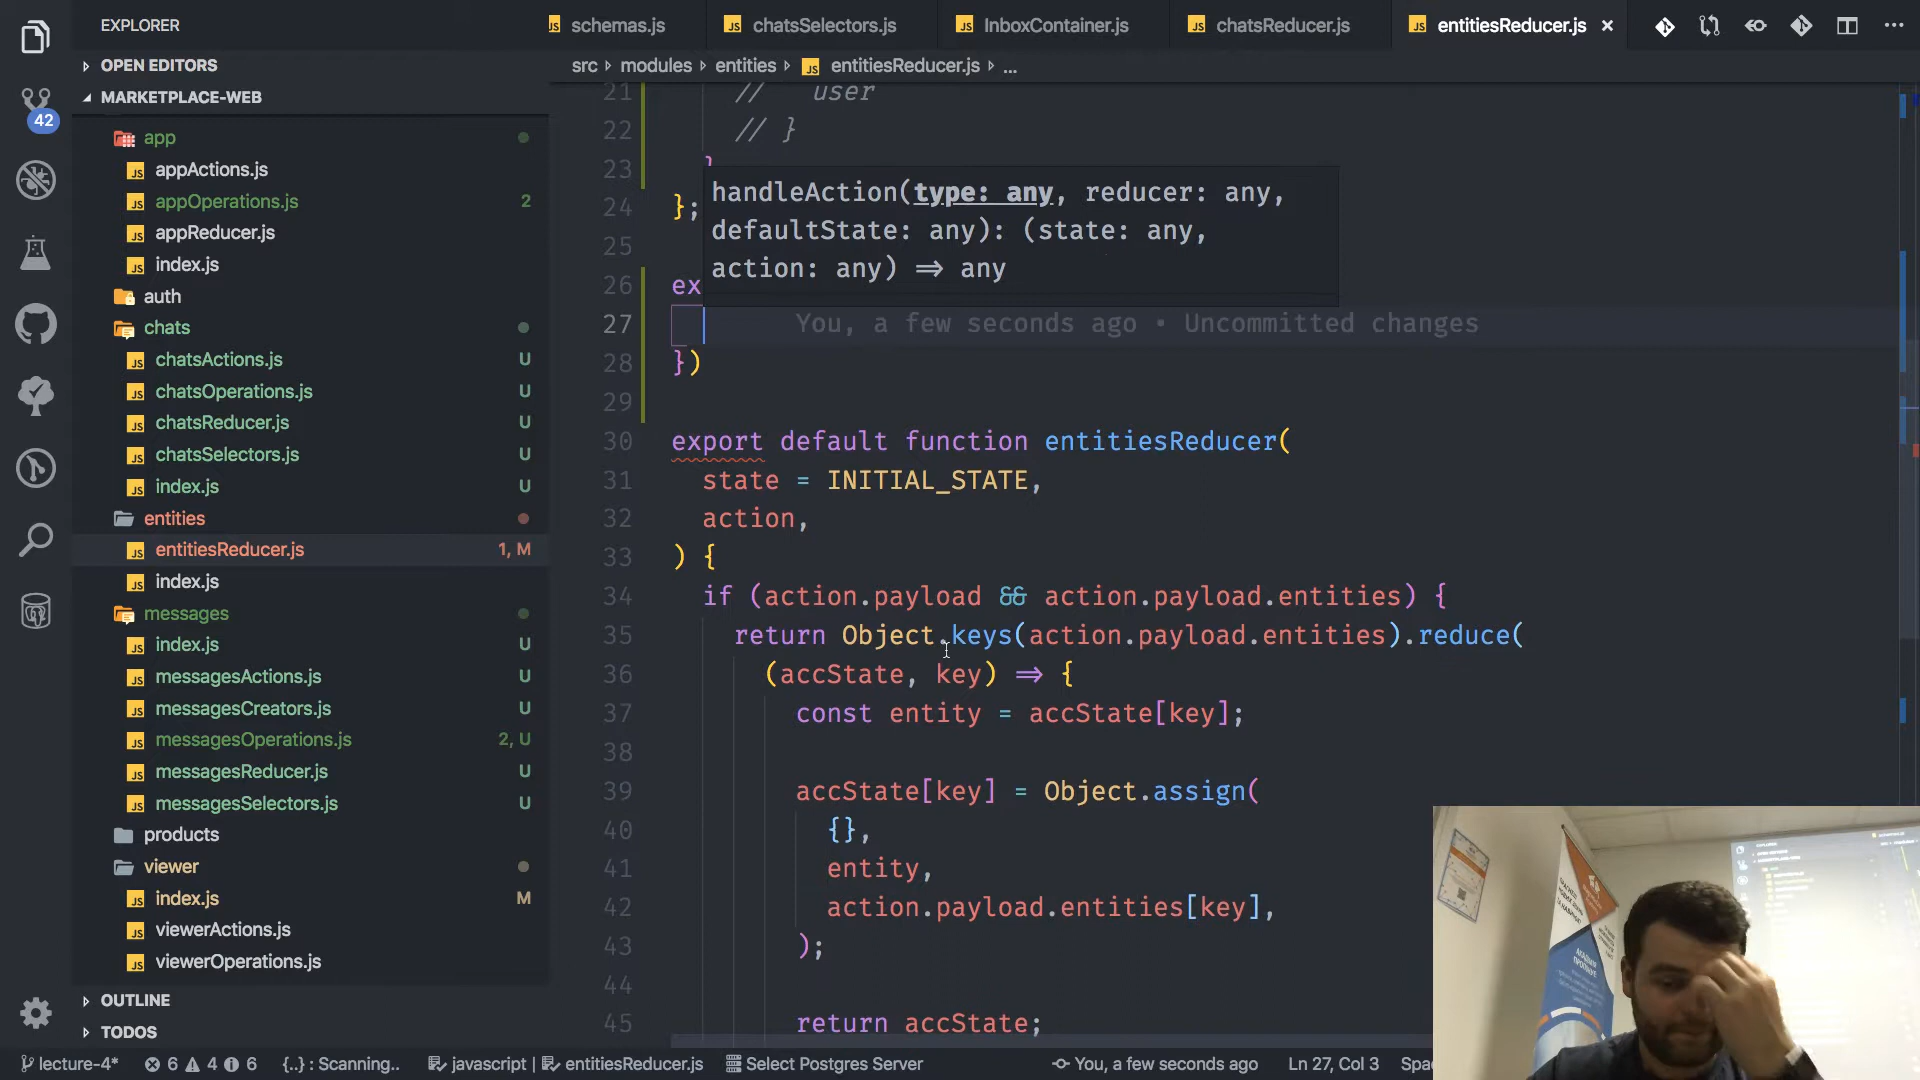 EXPLORER
schemas.js
chatsSelectors.js
InboxContainer.js
chatsReducer.js
entitiesReducer.js ×
OPEN EDITORS
src › modules › entities › JS entitiesReducer.js › ...
42
MARKETPLACE-WEB
app
appActions.js
appOperations.js 2
appReducer.js
index.js
auth
chats
chatsActions.js U
chatsOperations.js U
chatsReducer.js U
chatsSelectors.js U
index.js U
entities
entitiesReducer.js 1, M
index.js
messages
index.js U
messagesActions.js U
messagesCreators.js U
messagesOperations.js 2, U
messagesReducer.js U
messagesSelectors.js U
products
viewer
index.js M
viewerActions.js
viewerOperations.js
OUTLINE
TODOS
21 // user
22 // }
23 }
24 };
25
26 ex
handleAction(type: any, reducer: any,
defaultState: any): (state: any,
action: any) => any
27 You, a few seconds ago • Uncommitted changes
28 })
29
30 export default function entitiesReducer(
31 state = INITIAL_STATE,
32 action,
33 ) {
34 if (action.payload && action.payload.entities) {
35 return Object.keys(action.payload.entities).reduce(
36 (accState, key) => {
37 const entity = accState[key];
38
39 accState[key] = Object.assign(
40 {},
41 entity,
42 action.payload.entities[key],
43 );
44
45 return accState;
lecture-4* 6 4 6 {..} : Scanning.. javascript | entitiesReducer.js Select Postgres Server You, a few seconds ago Ln 27, Col 3 Spa